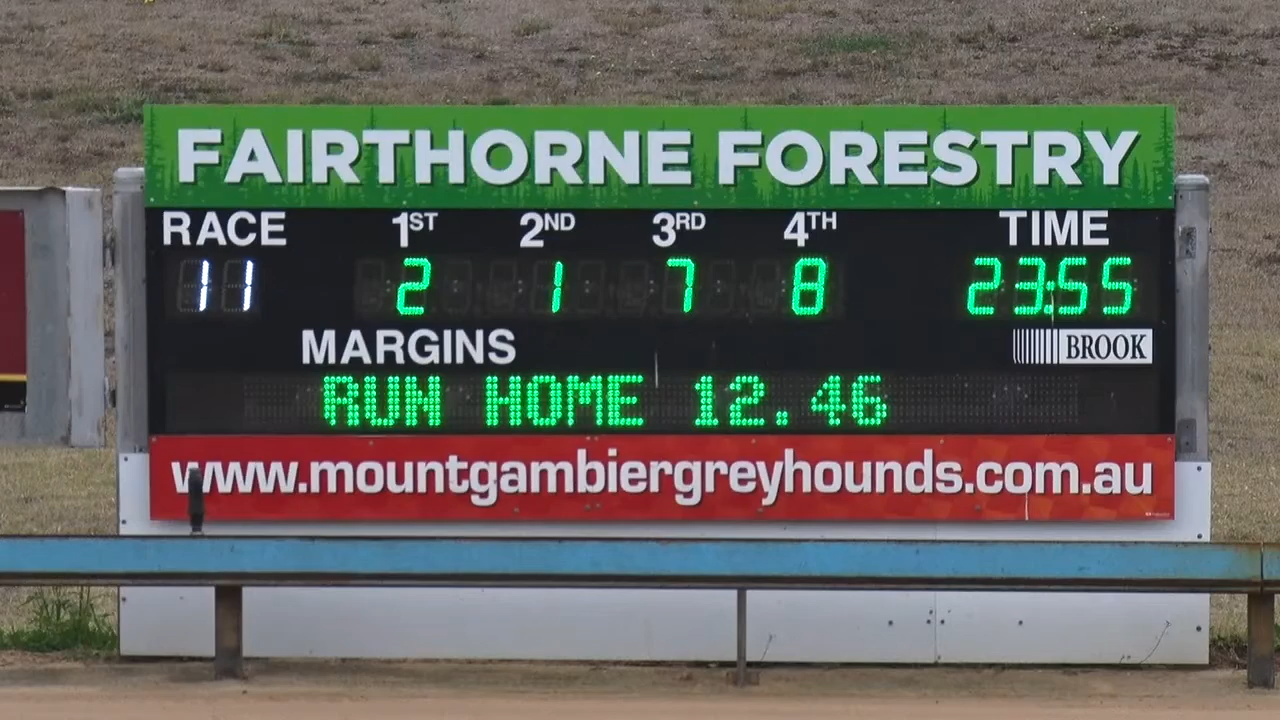 FAIRTHORNE FORESTRY
RACE 1ST 2ND 3RD 4TH TIME
11 2 1 7 8 23:55
MARGINS
BROOK
RUN HOME 12.46
www.mountgambiergreyhounds.com.au